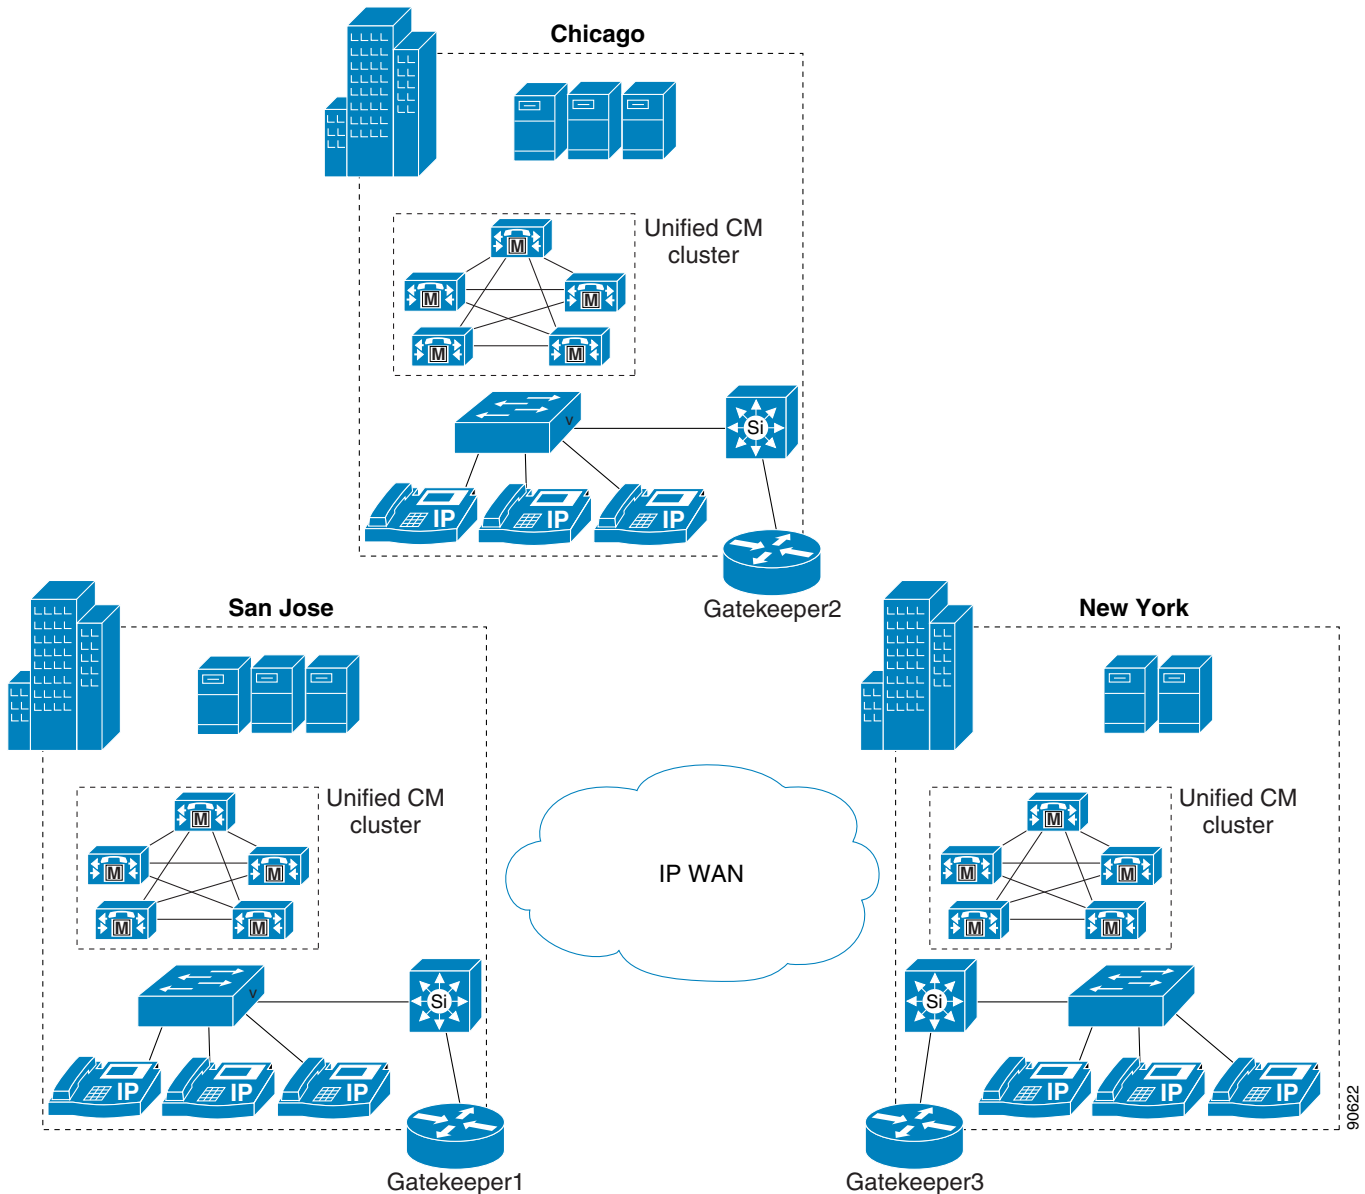 Chicago
Unified CM
cluster
M
M
M
M
M
V
Si
IP
IP
IP
Gatekeeper2
San Jose
Unified CM
cluster
M
M
M
M
M
V
Si
IP
IP
IP
Gatekeeper1
IP WAN
New York
Unified CM
cluster
M
M
M
M
M
Si
IP
IP
IP
Gatekeeper3
90622